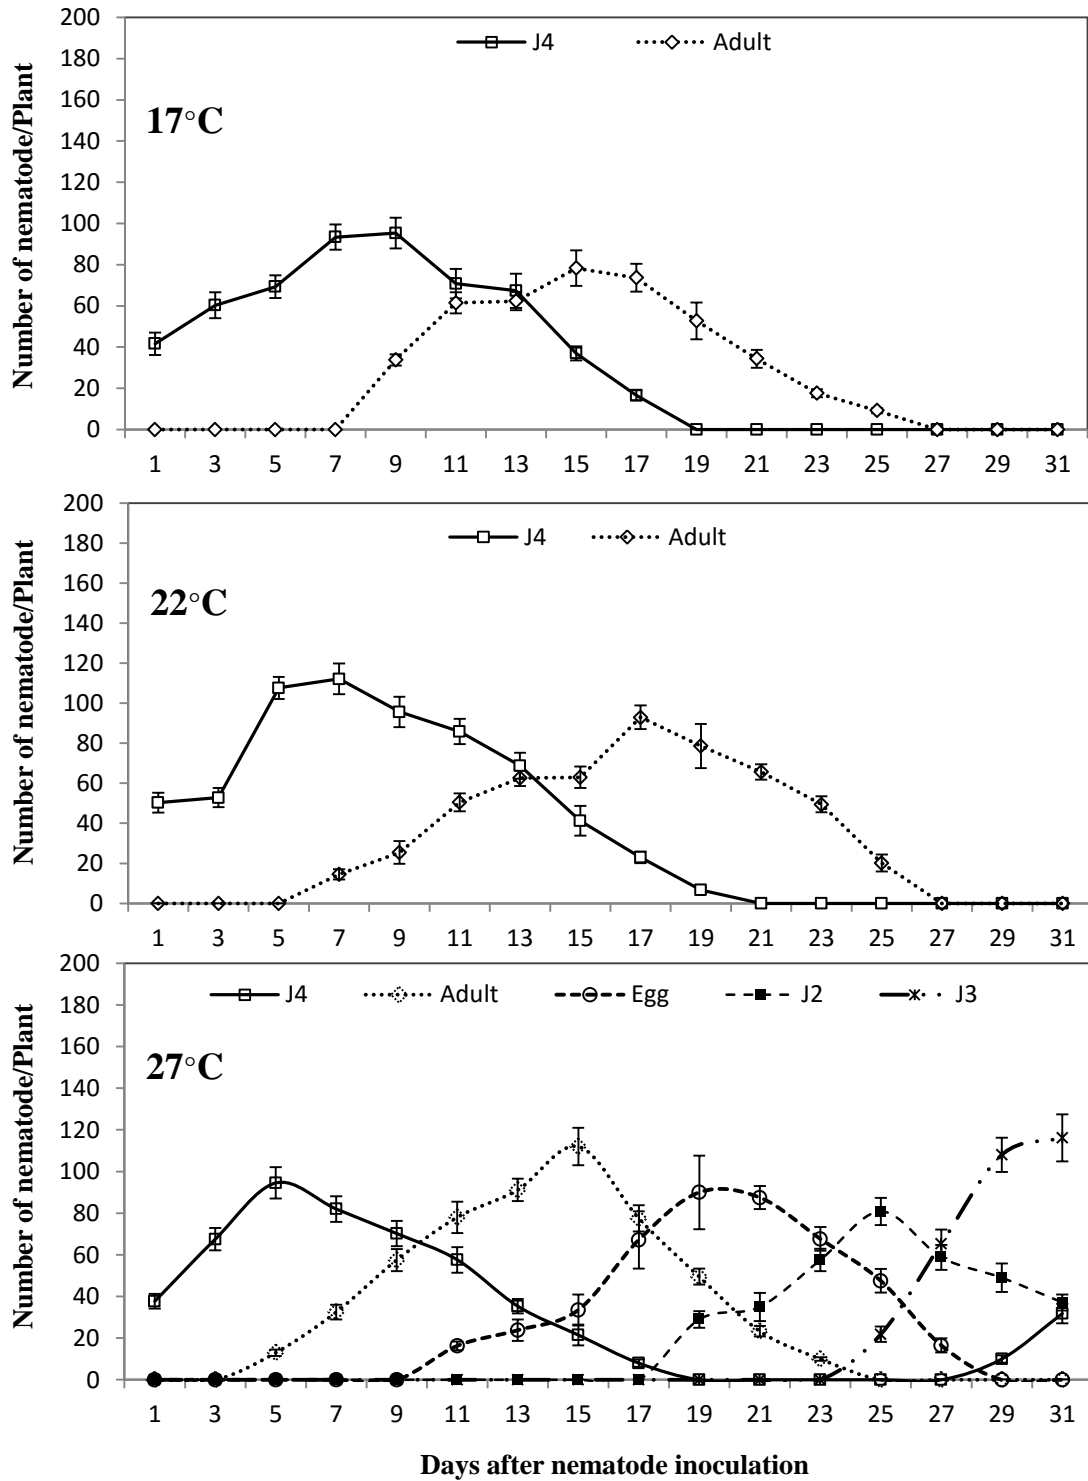 Number of nematode/Plant
200
180
160
140
120
100
80
60
40
20
0
J4 Adult
17°C
1 3 5 7 9 11 13 15 17 19 21 23 25 27 29 31
Number of nematode/Plant
200
180
160
140
120
100
80
60
40
20
0
J4 Adult
22°C
1 3 5 7 9 11 13 15 17 19 21 23 25 27 29 31
Number of nematode/Plant
200
180
160
140
120
100
80
60
40
20
0
J4 Adult Egg J2 J3
27°C
1 3 5 7 9 11 13 15 17 19 21 23 25 27 29 31
Days after nematode inoculation